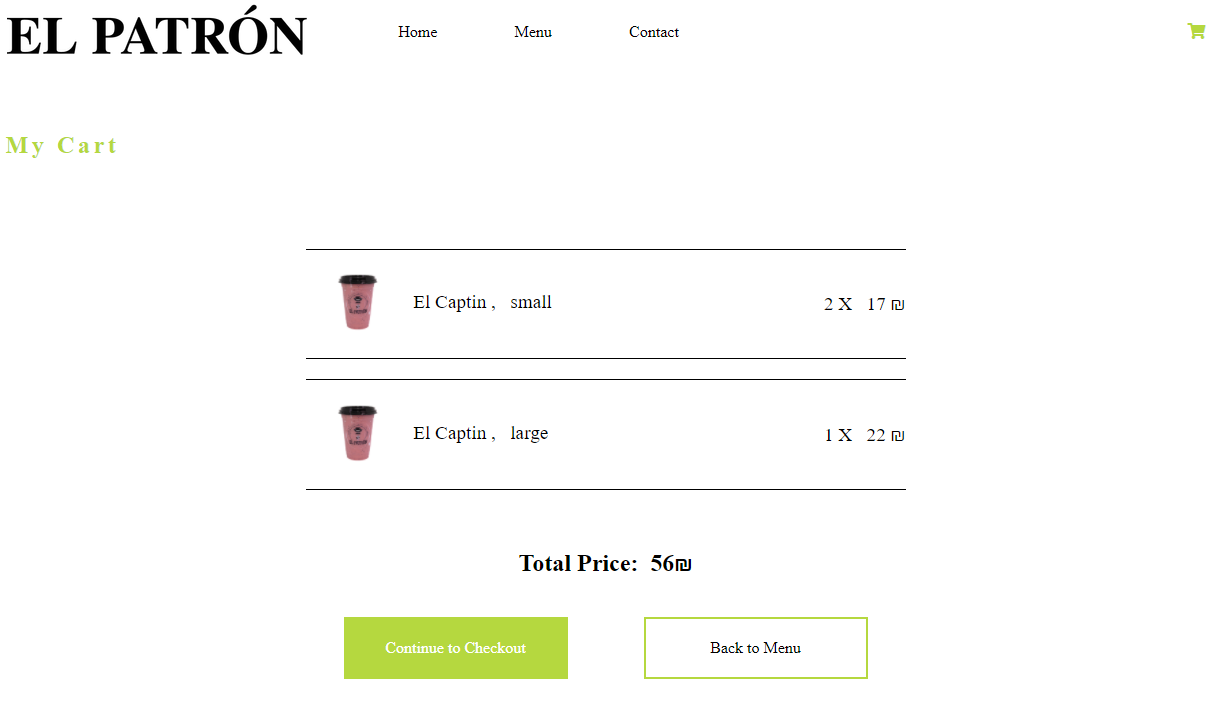 EL PATRÓN Home Menu Contact
My Cart
El Captin , small 2 X 17 ₪
El Captin , large 1 X 22 ₪
Total Price: 56₪
Continue to Checkout Back to Menu